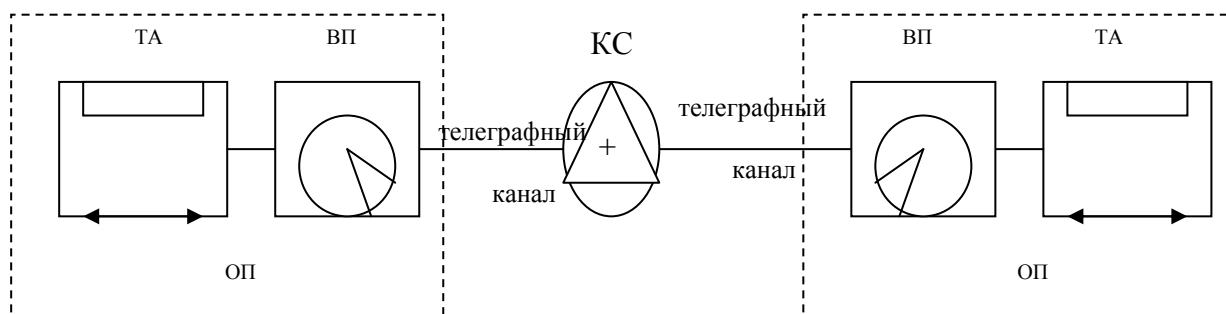 ТА
ВП
КС
ВП
ТА
телеграфный
канал
+
телеграфный
канал
ОП
ОП